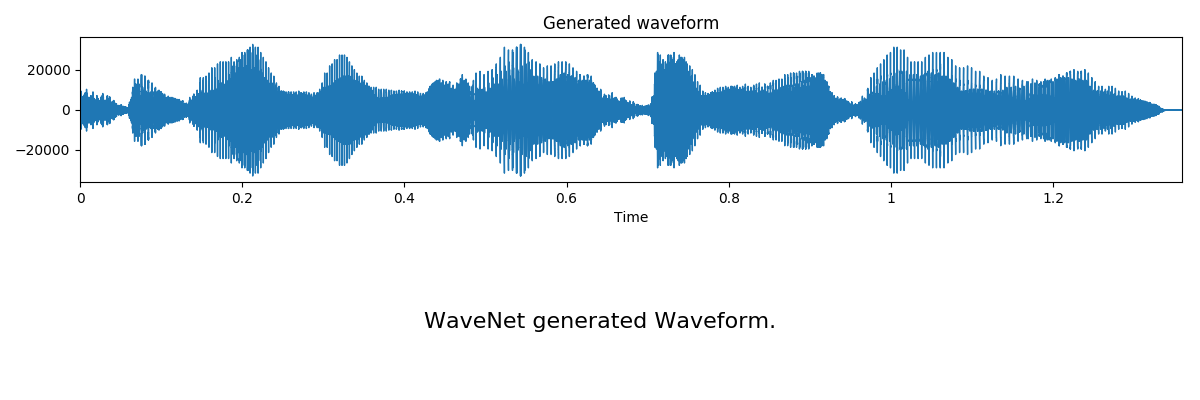 Generated waveform
20000
0
−20000
0 0.2 0.4 0.6 0.8 1 1.2
Time
WaveNet generated Waveform.